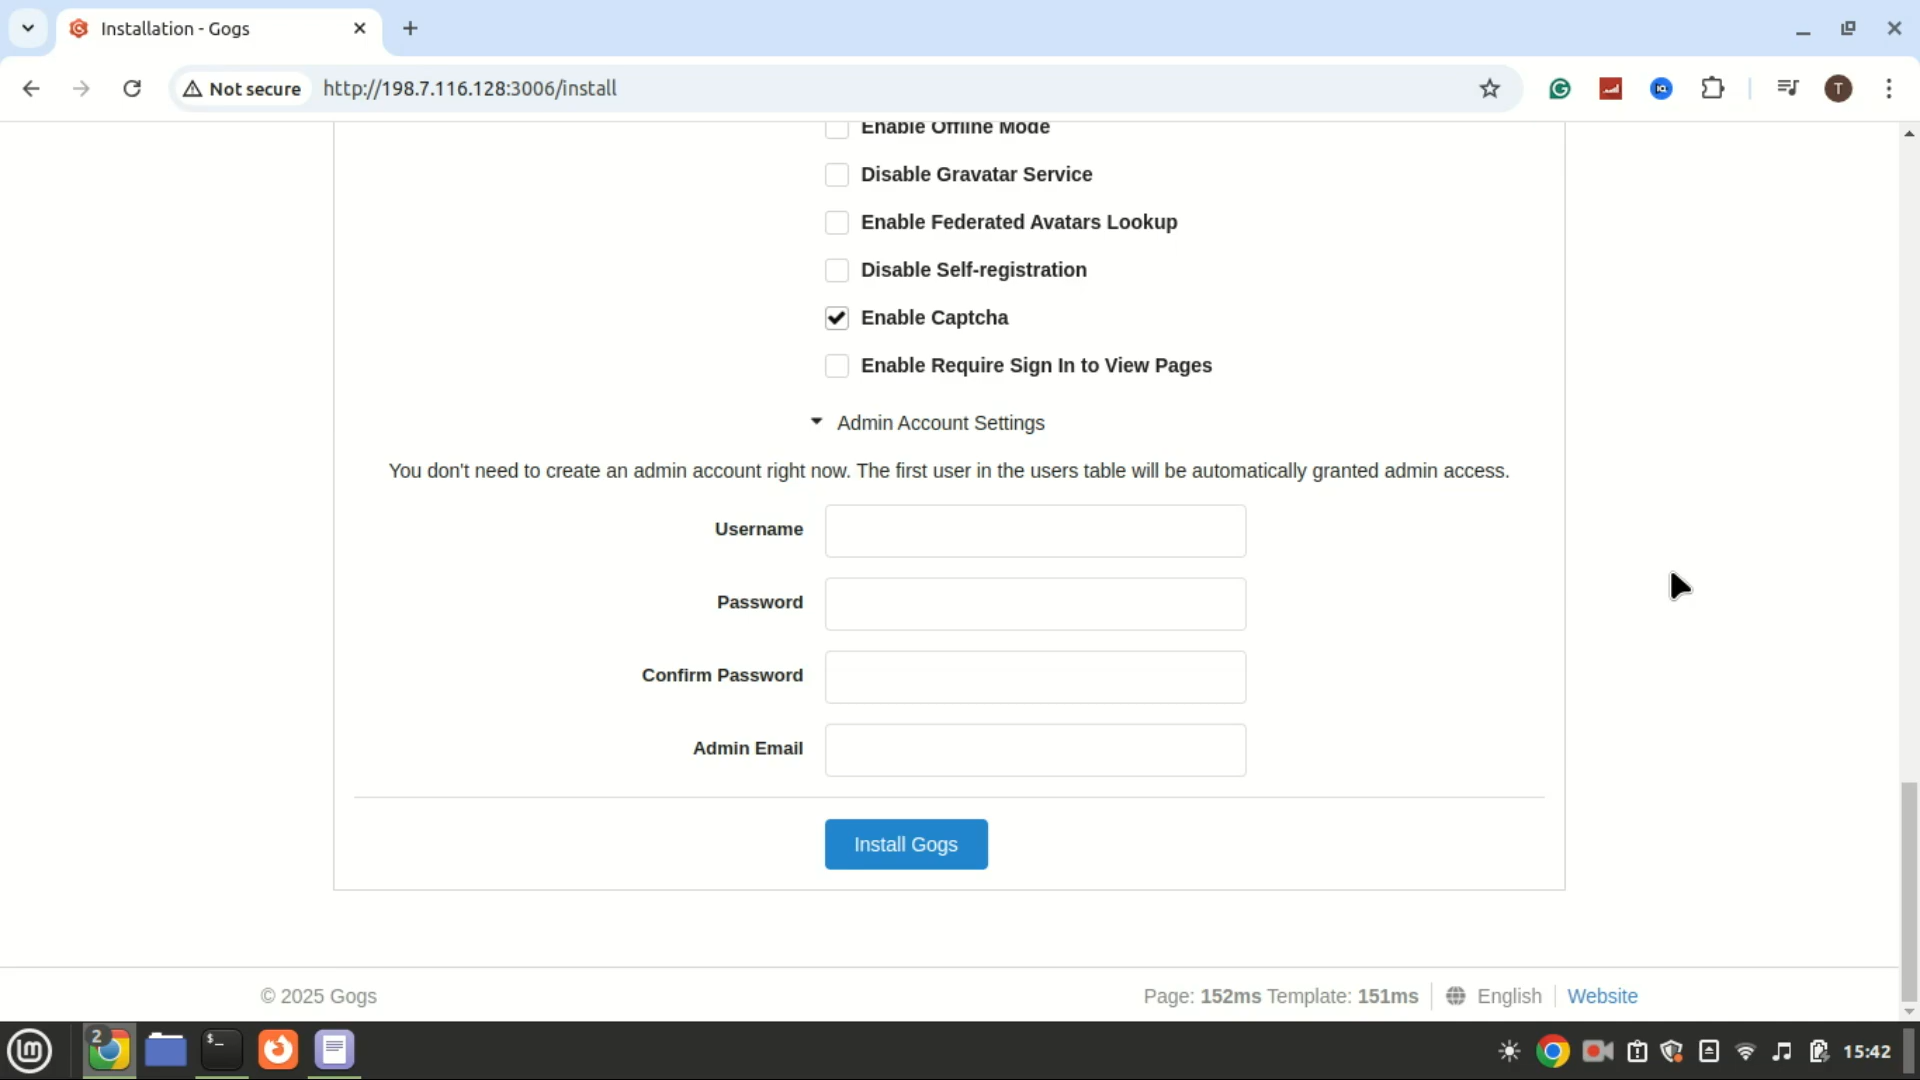 Installation - Gogs
Not secure
http://198.7.116.128:3006/install
T
Enable Offline Mode
Disable Gravatar Service
Enable Federated Avatars Lookup
Disable Self-registration
Enable Captcha
Enable Require Sign In to View Pages
Admin Account Settings
You don't need to create an admin account right now. The first user in the users table will be automatically granted admin access.
Username
Password
Confirm Password
Admin Email
Install Gogs
© 2025 Gogs
Page: 152ms Template: 151ms
English
Website
2
$_
15:42